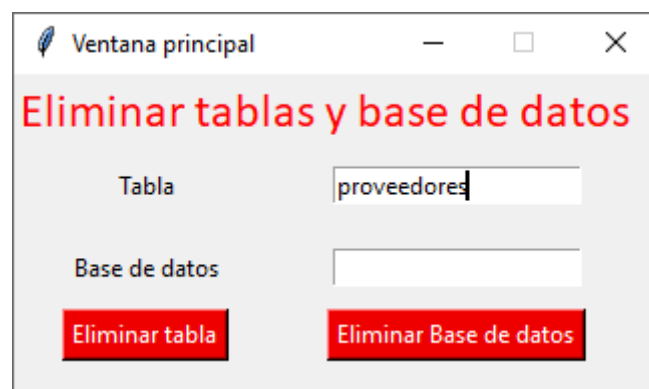 Ventana principal
Eliminar tablas y base de datos
Tabla proveedores
Base de datos
Eliminar tabla Eliminar Base de datos